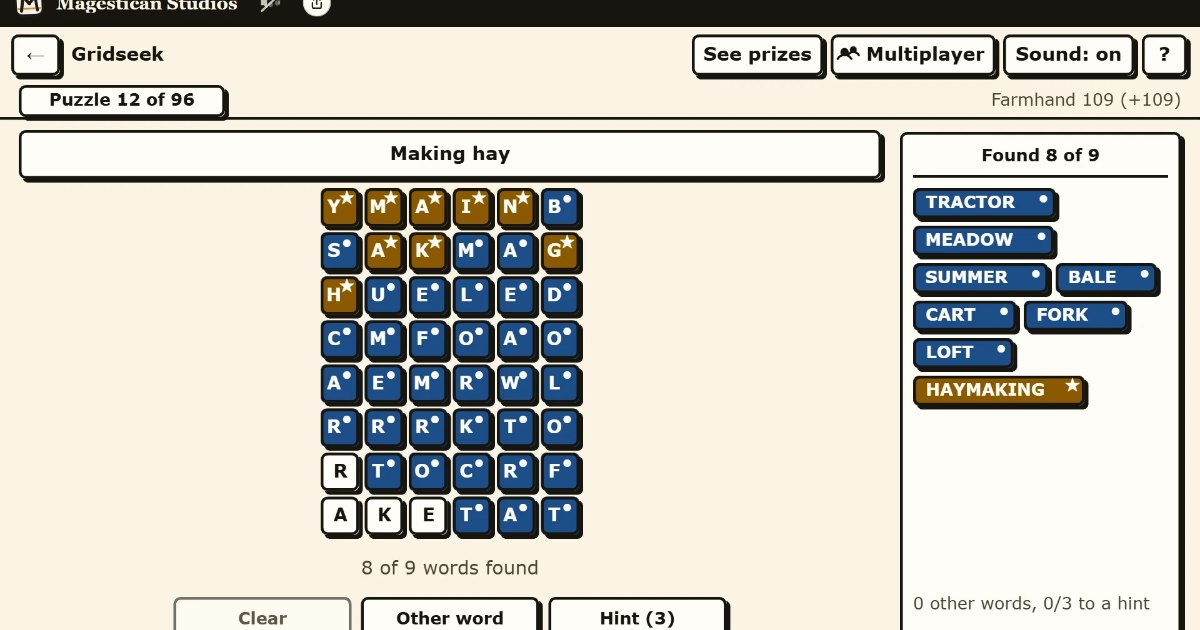 Magestican Studios
← Gridseek See prizes Multiplayer Sound: on ?
Puzzle 12 of 96 Farmhand 109 (+109)
Making hay
Y M A I N B
S A K M A G
H U E L E D
C M F O A O
A E M R W L
R R R K T O
R T O C R F
A K E T A T
8 of 9 words found
Clear Other word Hint (3)
Found 8 of 9
TRACTOR
MEADOW
SUMMER BALE
CART FORK
LOFT
HAYMAKING
0 other words, 0/3 to a hint